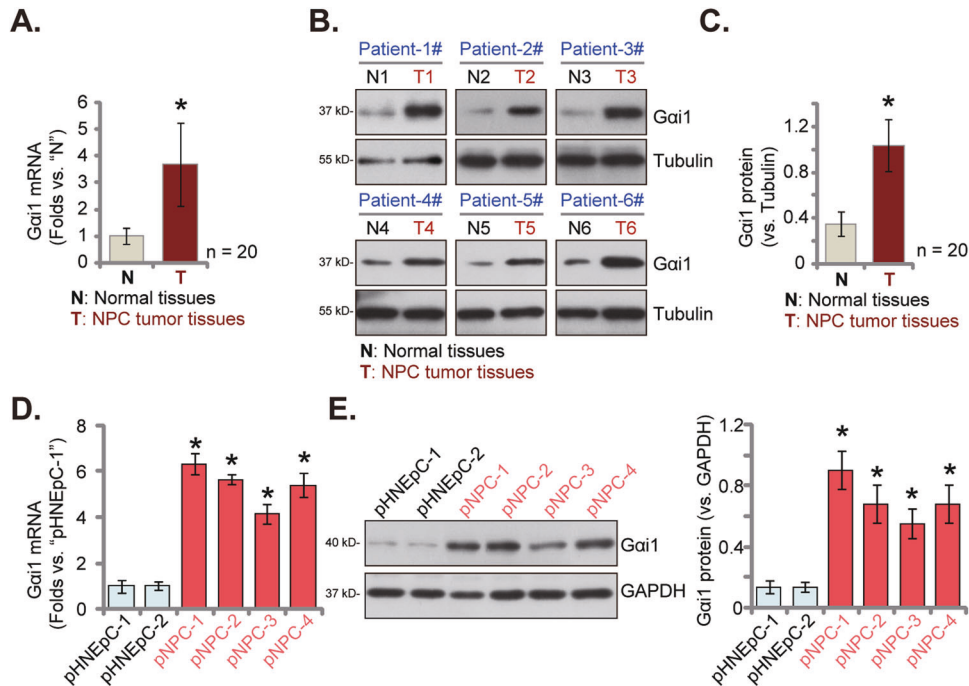 A.
Gαi1 mRNA
(Folds vs. “N”)
6
5
4
3
2
1
0
*
N
T
n = 20
N: Normal tissues
T: NPC tumor tissues
B.
Patient-1# Patient-2# Patient-3#
N1 T1 N2 T2 N3 T3
37 kD- Gαi1
55 kD- Tubulin
Patient-4# Patient-5# Patient-6#
N4 T4 N5 T5 N6 T6
37 kD- Gαi1
55 kD- Tubulin
N: Normal tissues
T: NPC tumor tissues
C.
Gαi1 protein
(vs. Tubulin)
1.2
0.8
0.4
0
*
N
T
n = 20
N: Normal tissues
T: NPC tumor tissues
D.
Gαi1 mRNA
(Folds vs. “pHNEpC-1”)
8
6
4
2
0
* * * *
pHNEpC-1
pHNEpC-2
pNPC-1
pNPC-2
pNPC-3
pNPC-4
E.
pHNEpC-1
pHNEpC-2
pNPC-1
pNPC-2
pNPC-3
pNPC-4
40 kD- Gαi1
37 kD- GAPDH
Gαi1 protein (vs. GAPDH)
1.2
0.9
0.6
0.3
0
* * * *
pHNEpC-1
pHNEpC-2
pNPC-1
pNPC-2
pNPC-3
pNPC-4